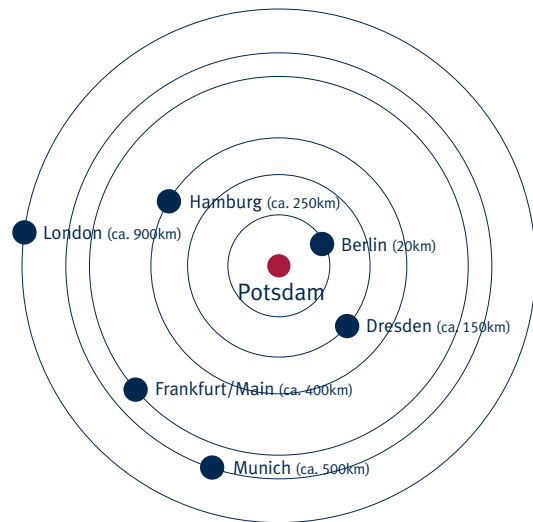 Hamburg (ca. 250km)
London (ca. 900km)
Berlin (20km)
Potsdam
Dresden (ca. 150km)
Frankfurt/Main (ca. 400km)
Munich (ca. 500km)